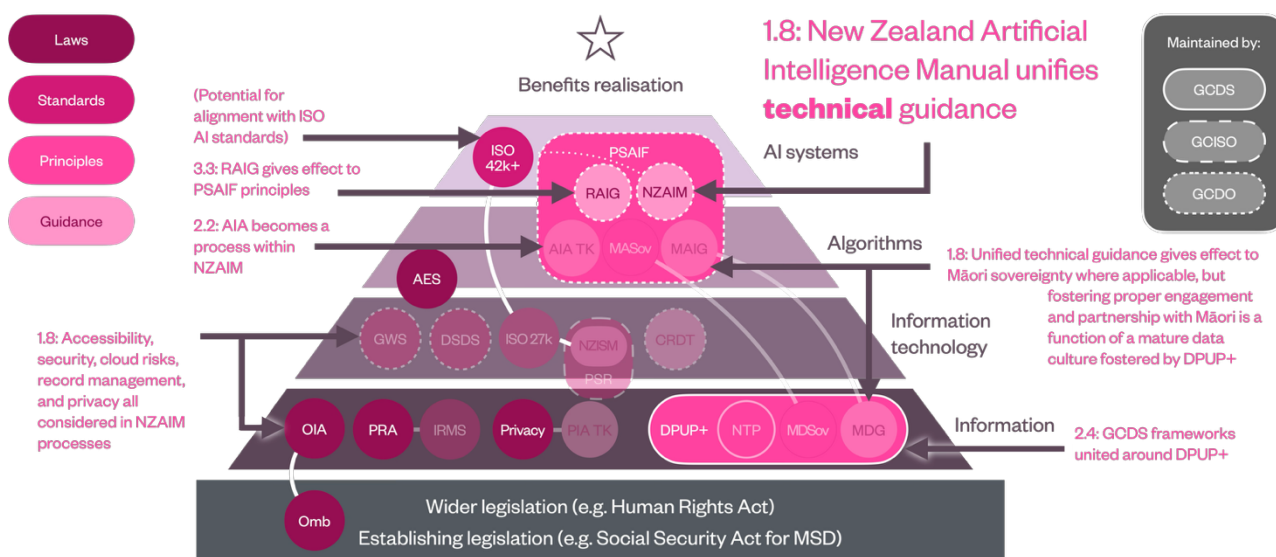 Laws
Standards
Principles
Guidance
Benefits realisation
1.8: New Zealand Artificial
Intelligence Manual unifies
technical guidance
Maintained by:
GCDS
GCISO
GCDO
(Potential for
alignment with ISO
AI standards)
3.3: RAIG gives effect to
PSAIF principles
2.2: AIA becomes a
process within
NZAIM
1.8: Accessibility,
security, cloud risks,
record management,
and privacy all
considered in NZAIM
processes
ISO
42k+
PSAIF
RAIG
NZAIM
AI systems
AIA TK
MASov
MAIG
Algorithms
AES
GWS
DSDS
ISO 27k
NZISM
PSR
CRDT
Information
technology
1.8: Unified technical guidance gives effect to
Māori sovereignty where applicable, but
fostering proper engagement
and partnership with Māori is a
function of a mature data
culture fostered by DPUP+
OIA
PRA
IRMS
Privacy
PIA TK
DPUP+
NTP
MDSov
MDG
Information
2.4: GCDS frameworks
united around DPUP+
Omb
Wider legislation (e.g. Human Rights Act)
Establishing legislation (e.g. Social Security Act for MSD)